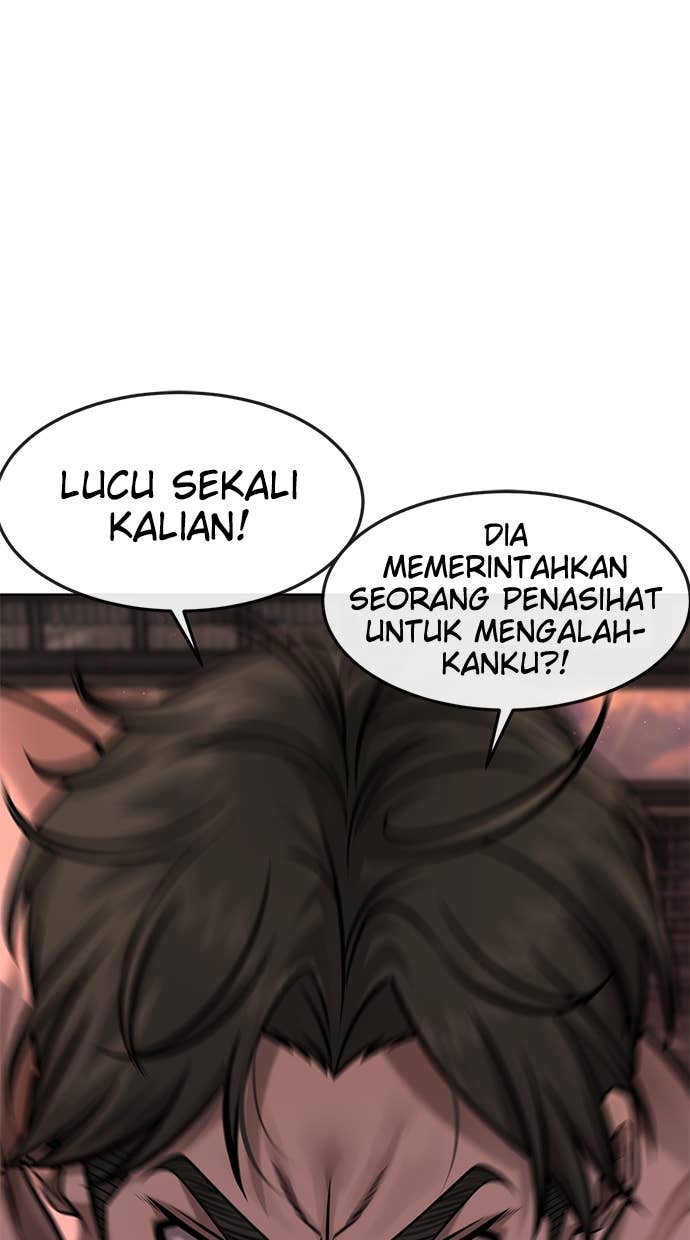 LUCU SEKALI
KALIAN!
DIA
MEMERINTAHKAN
SEORANG PENASIHAT
UNTUK MENGALAH-
KANKU?!